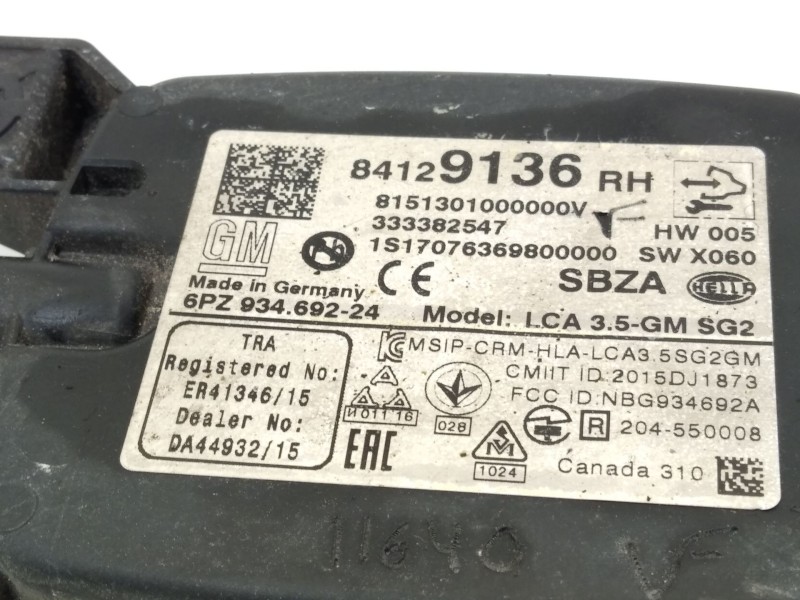 84129136 RH
8151301000000V
333382547
HW 005
GM
1S17076369800000
SW X060
Made in Germany
CE
SBZA
HELLA
6PZ 934.692-24
Model: LCA 3.5-GM SG2
TRA
Registered No:
ER41346/15
Dealer No:
DA44932/15
MSIP-CRM-HLA-LCA3.5SG2GM
CMIIT ID:2015DJ1873
FCC ID:NBG934692A
И 011 16
028
R 204-550008
EAC
1024
Canada 310
11640